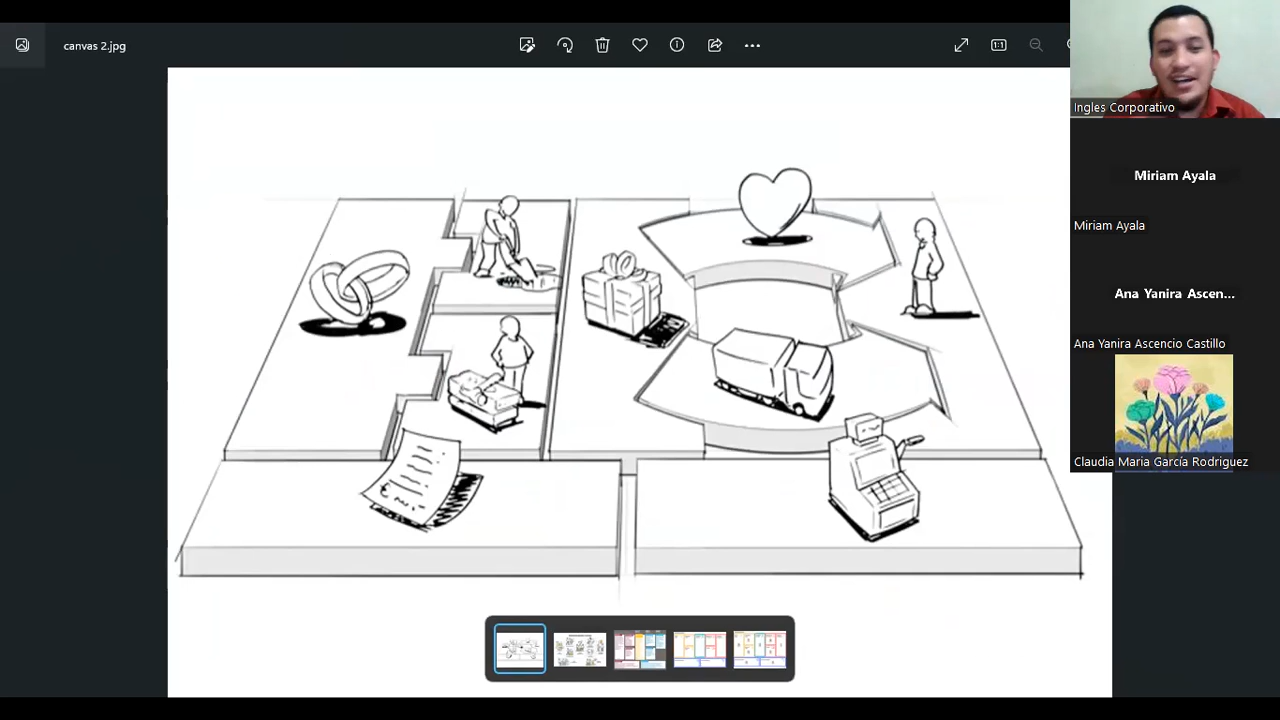 canvas 2.jpg
Ingles Corporativo
Miriam Ayala
Miriam Ayala
Ana Yanira Ascen...
Ana Yanira Ascencio Castillo
Claudia Maria García Rodriguez